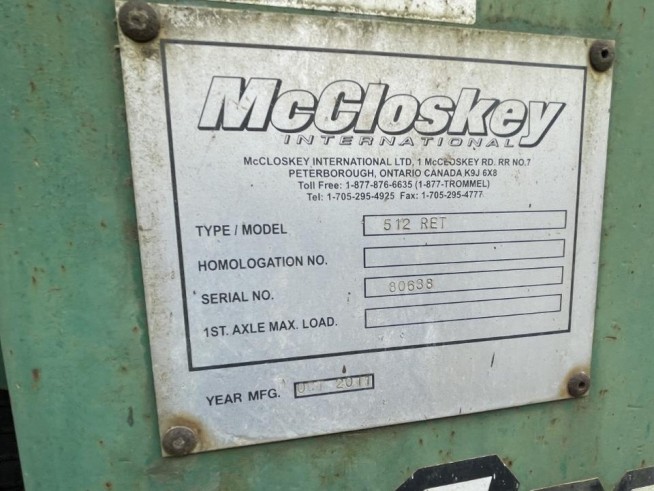 McCloskey
INTERNATIONAL
McCLOSKEY INTERNATIONAL LTD, 1 McCLOSKEY RD. RR NO.7
PETERBOROUGH, ONTARIO CANADA K9J 6X8
Toll Free: 1-877-876-6635 (1-877-TROMMEL)
Tel: 1-705-295-4925 Fax: 1-705-295-4777
TYPE / MODEL 512 RET
HOMOLOGATION NO.
SERIAL NO. 80638
1ST. AXLE MAX. LOAD.
YEAR MFG. OCT 2011